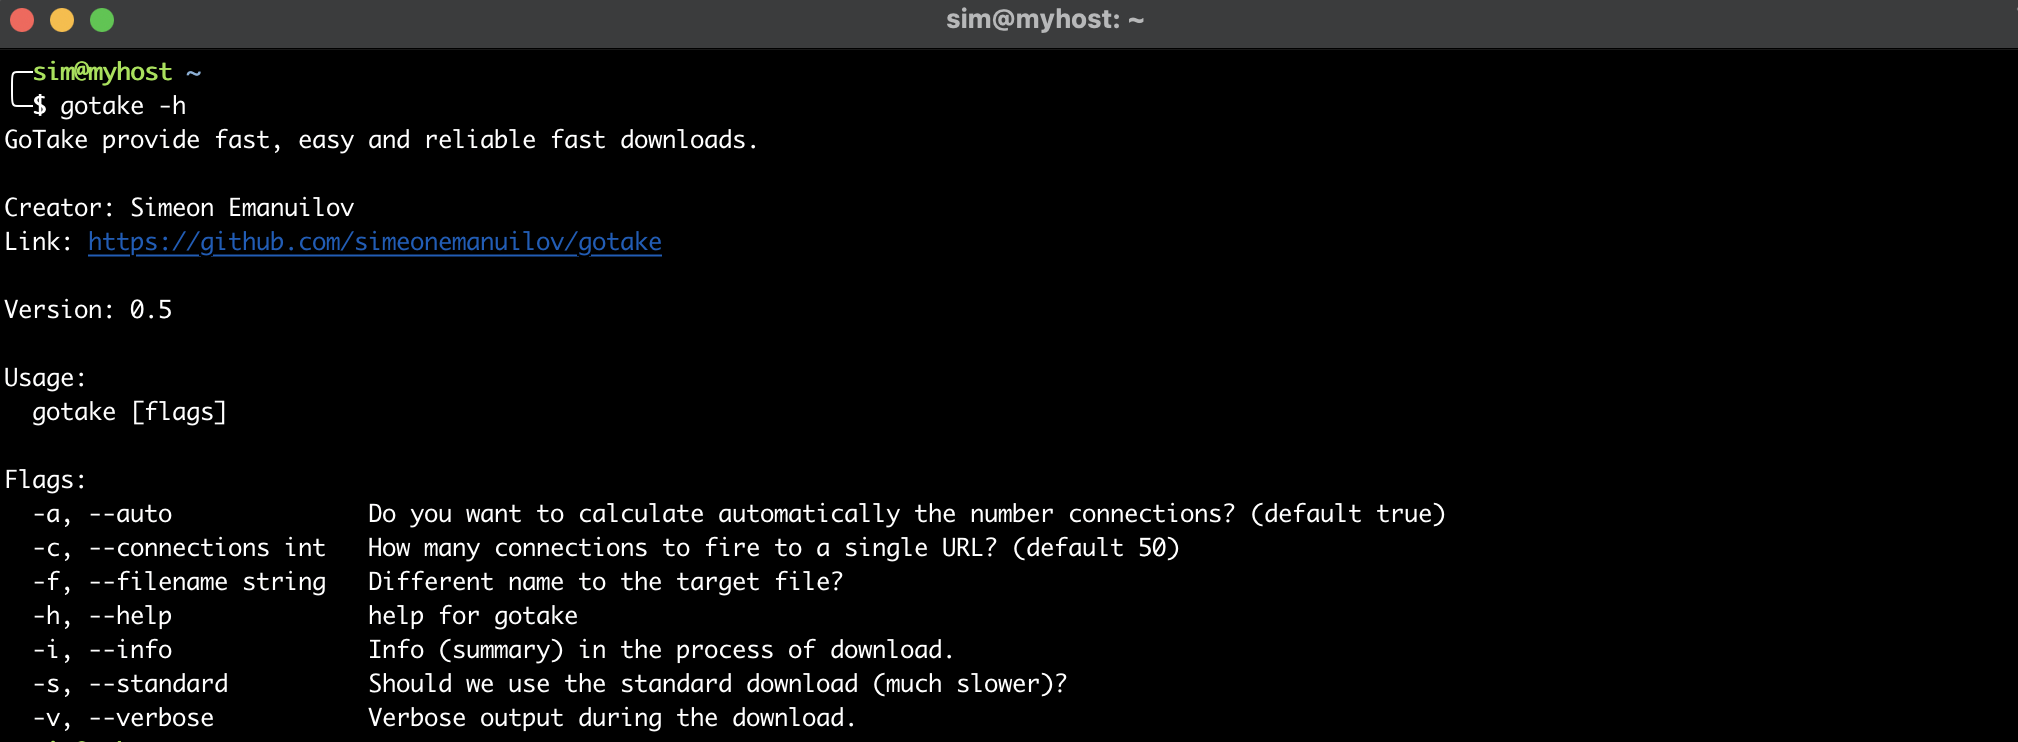 sim@myhost: ~
sim@myhost ~
$ gotake -h
GoTake provide fast, easy and reliable fast downloads.
Creator: Simeon Emanuilov
Link: https://github.com/simeonemanuilov/gotake
Version: 0.5
Usage:
gotake [flags]
Flags:
-a, --auto Do you want to calculate automatically the number connections? (default true)
-c, --connections int How many connections to fire to a single URL? (default 50)
-f, --filename string Different name to the target file?
-h, --help help for gotake
-i, --info Info (summary) in the process of download.
-s, --standard Should we use the standard download (much slower)?
-v, --verbose Verbose output during the download.